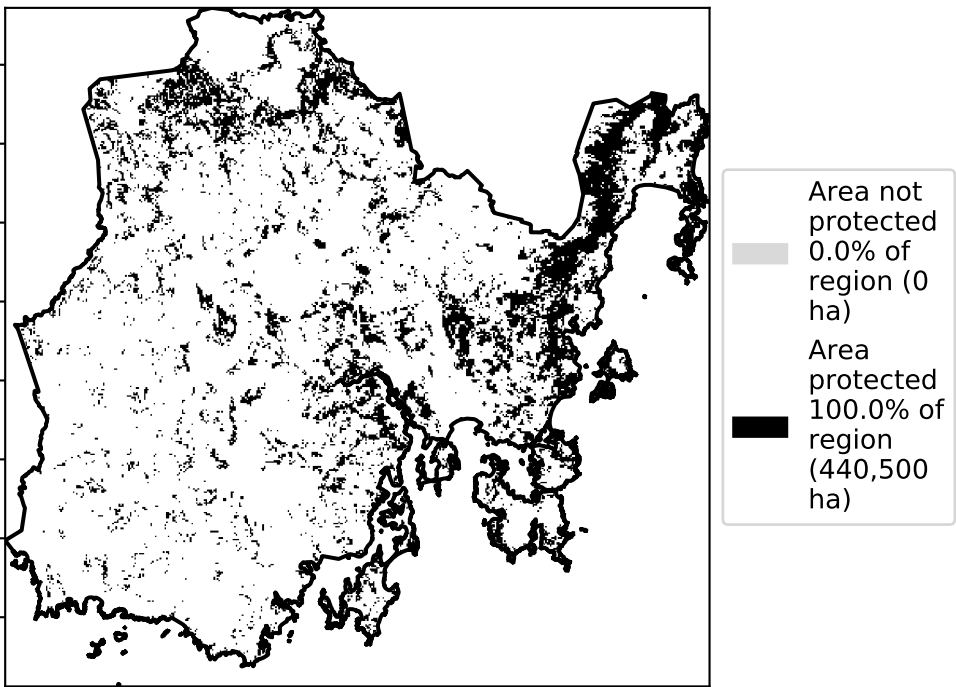 Area not
protected
0.0% of
region (0
ha)
Area
protected
100.0% of
region
(440,500
ha)